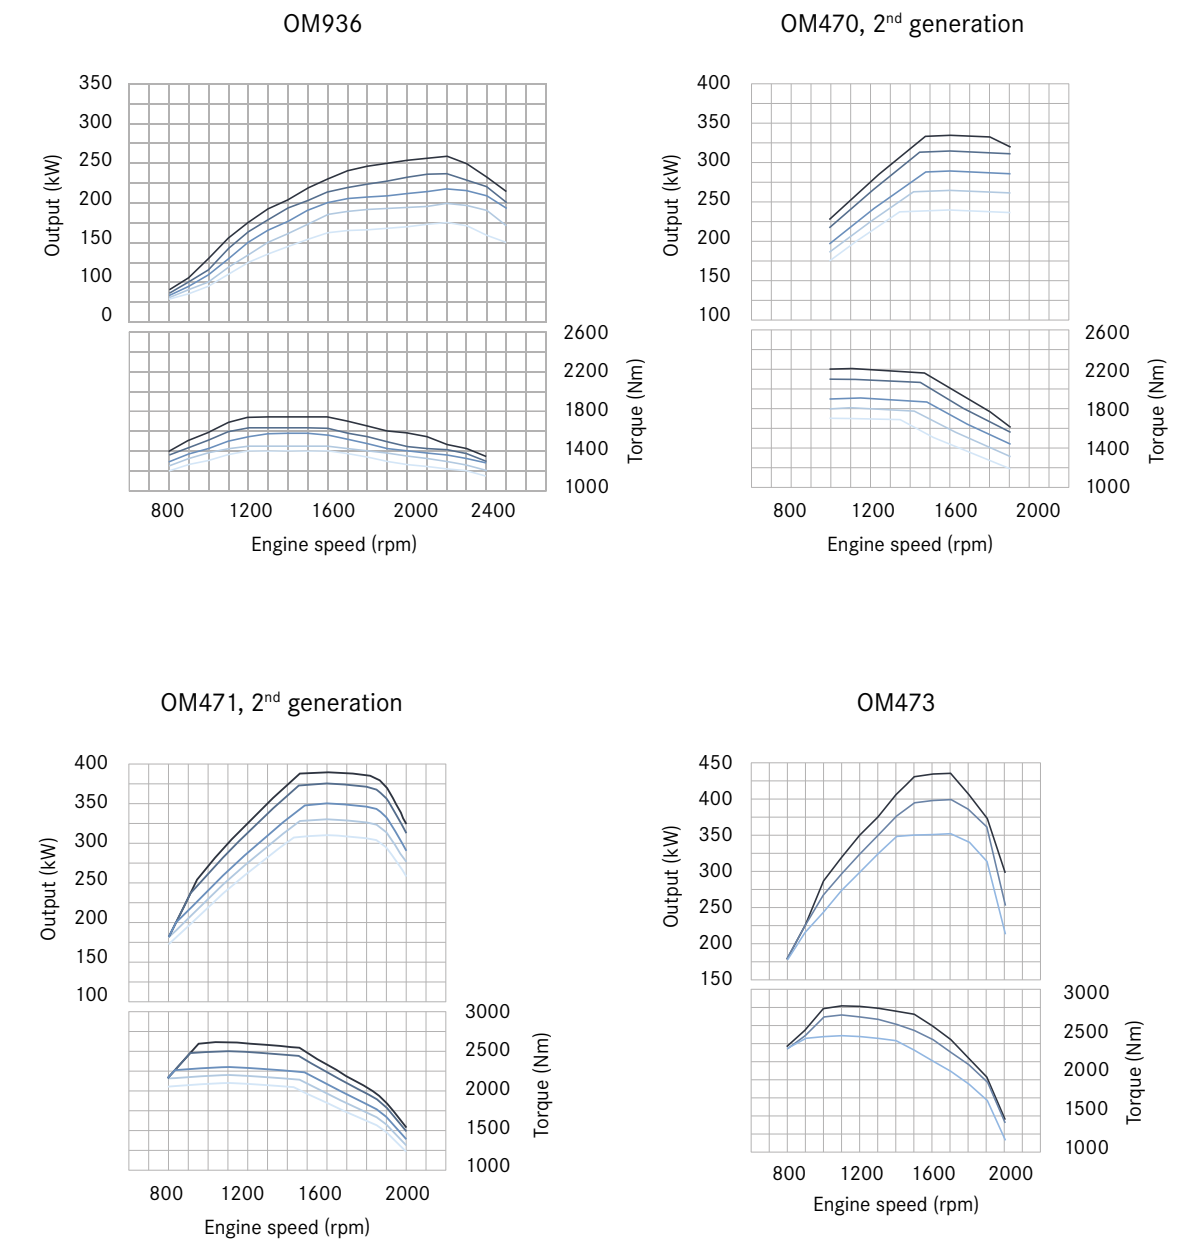 OM936
350
300
250
200
150
100
0
Output (kW)
2600
2200
1800
1400
1000
Torque (Nm)
800 1200 1600 2000 2400
Engine speed (rpm)
OM470, 2nd generation
400
350
300
250
200
150
100
Output (kW)
2600
2200
1800
1400
1000
Torque (Nm)
800 1200 1600 2000
Engine speed (rpm)
OM471, 2nd generation
400
350
300
250
200
150
100
Output (kW)
3000
2500
2000
1500
1000
Torque (Nm)
800 1200 1600 2000
Engine speed (rpm)
OM473
450
400
350
300
250
200
150
Output (kW)
3000
2500
2000
1500
1000
Torque (Nm)
800 1200 1600 2000
Engine speed (rpm)